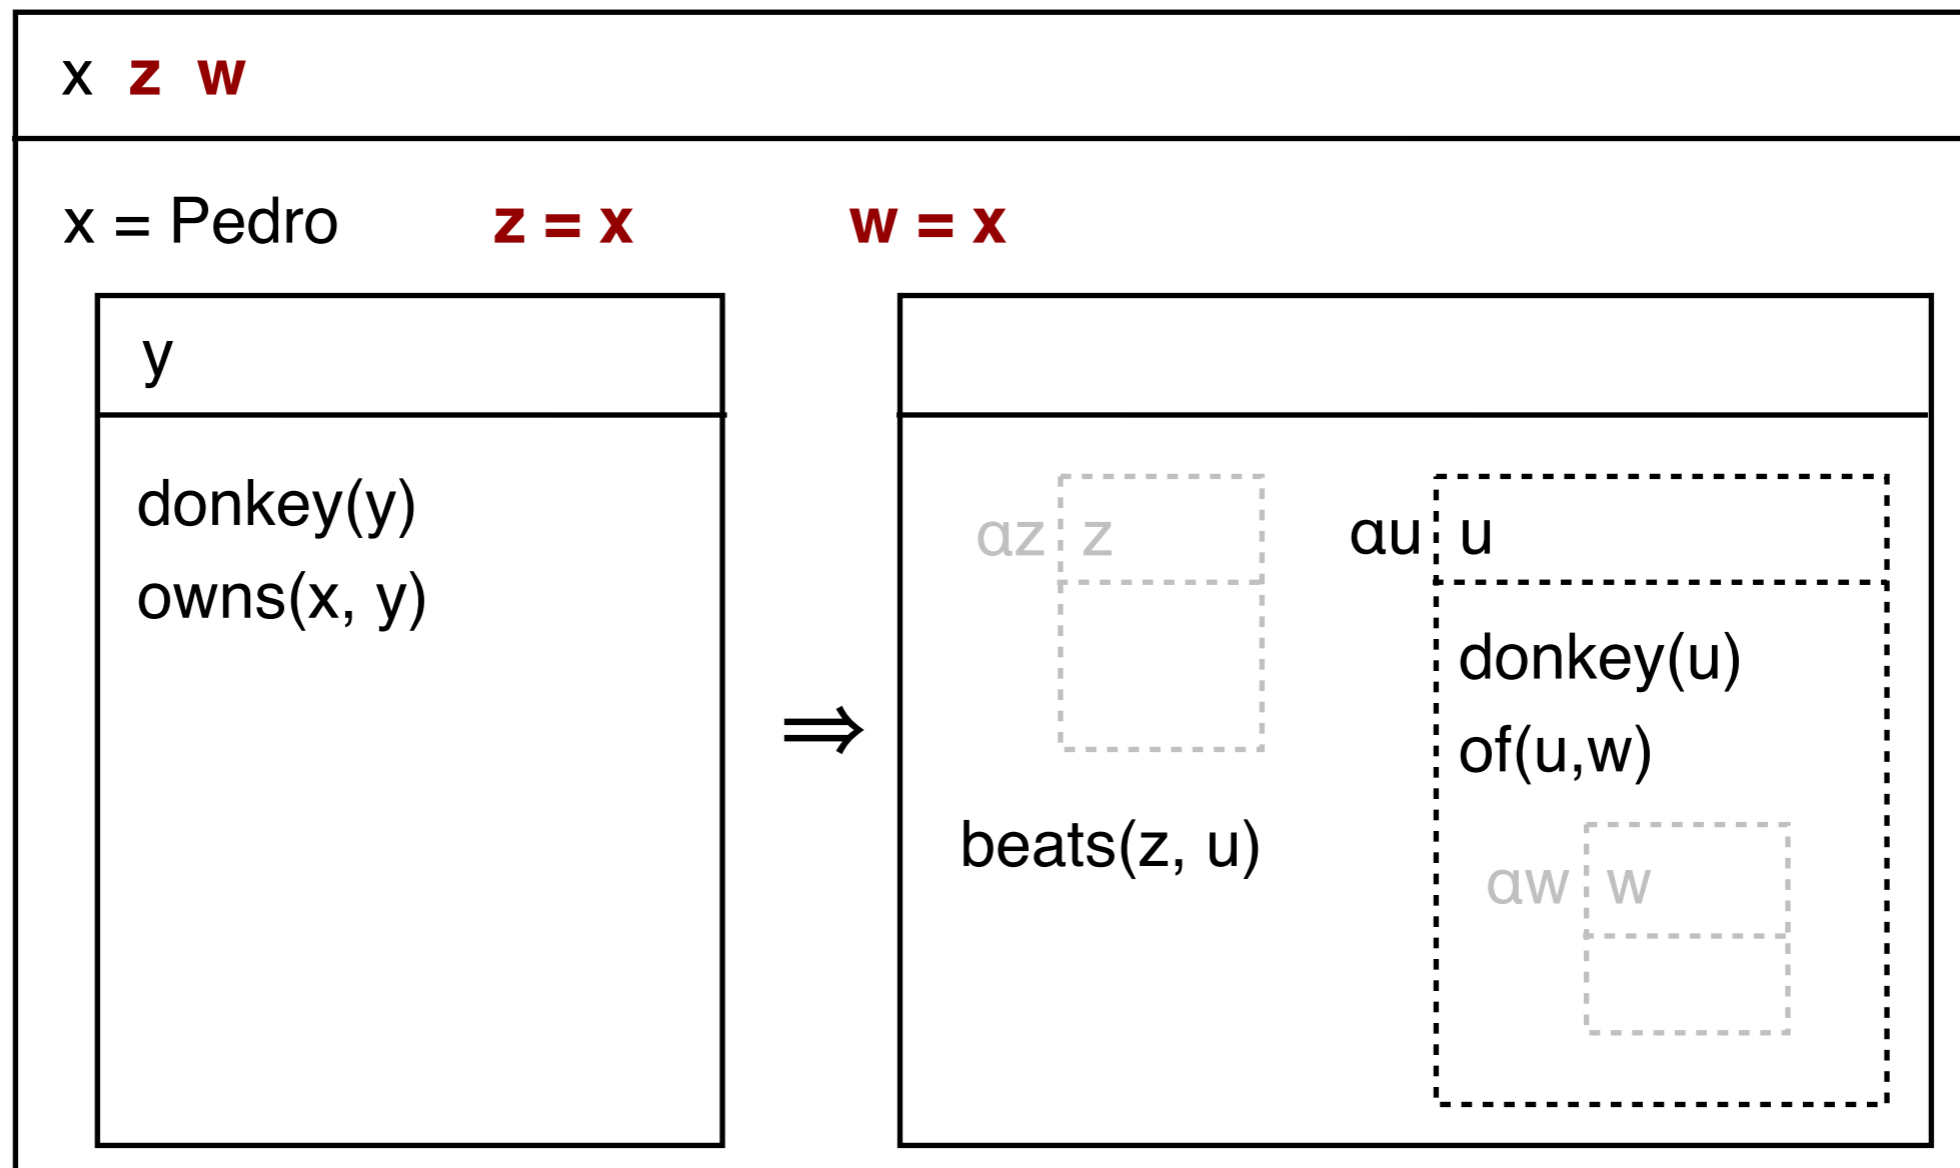 x z w
x = Pedro z = x w = x
y
donkey(y)
owns(x, y)
⇒
αz z
beats(z, u)
αu u
donkey(u)
of(u,w)
αw w